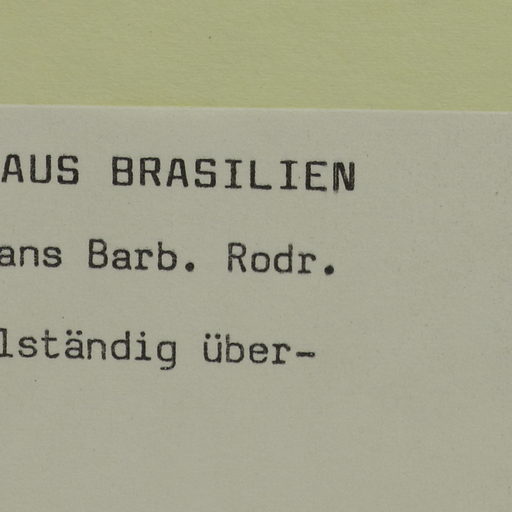 AUS BRASILIEN
ans Barb. Rodr.
lständig über-